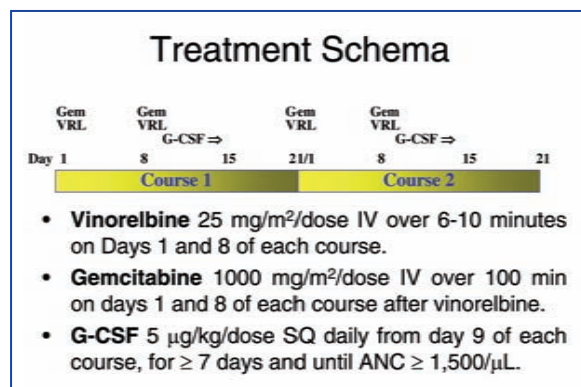 Treatment Schema
Gem Gem Gem Gem
VRL VRL VRL VRL
G-CSF ⇒ G-CSF ⇒
Day 1 8 15 21/1 8 15 21
Course 1 Course 2
• Vinorelbine 25 mg/m²/dose IV over 6-10 minutes
on Days 1 and 8 of each course.
• Gemcitabine 1000 mg/m²/dose IV over 100 min
on days 1 and 8 of each course after vinorelbine.
• G-CSF 5 µg/kg/dose SQ daily from day 9 of each
course, for ≥ 7 days and until ANC ≥ 1,500/µL.